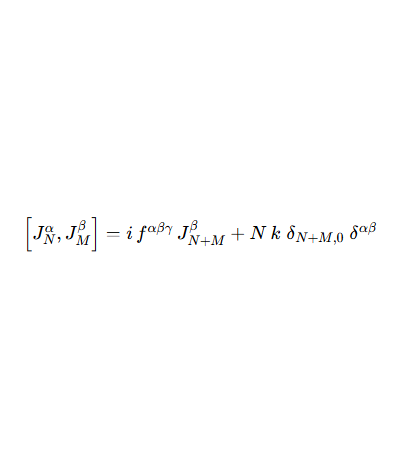 [J^α_N, J^β_M] = i f^{αβγ} J^β_{N+M} + N k δ_{N+M,0} δ^{αβ}